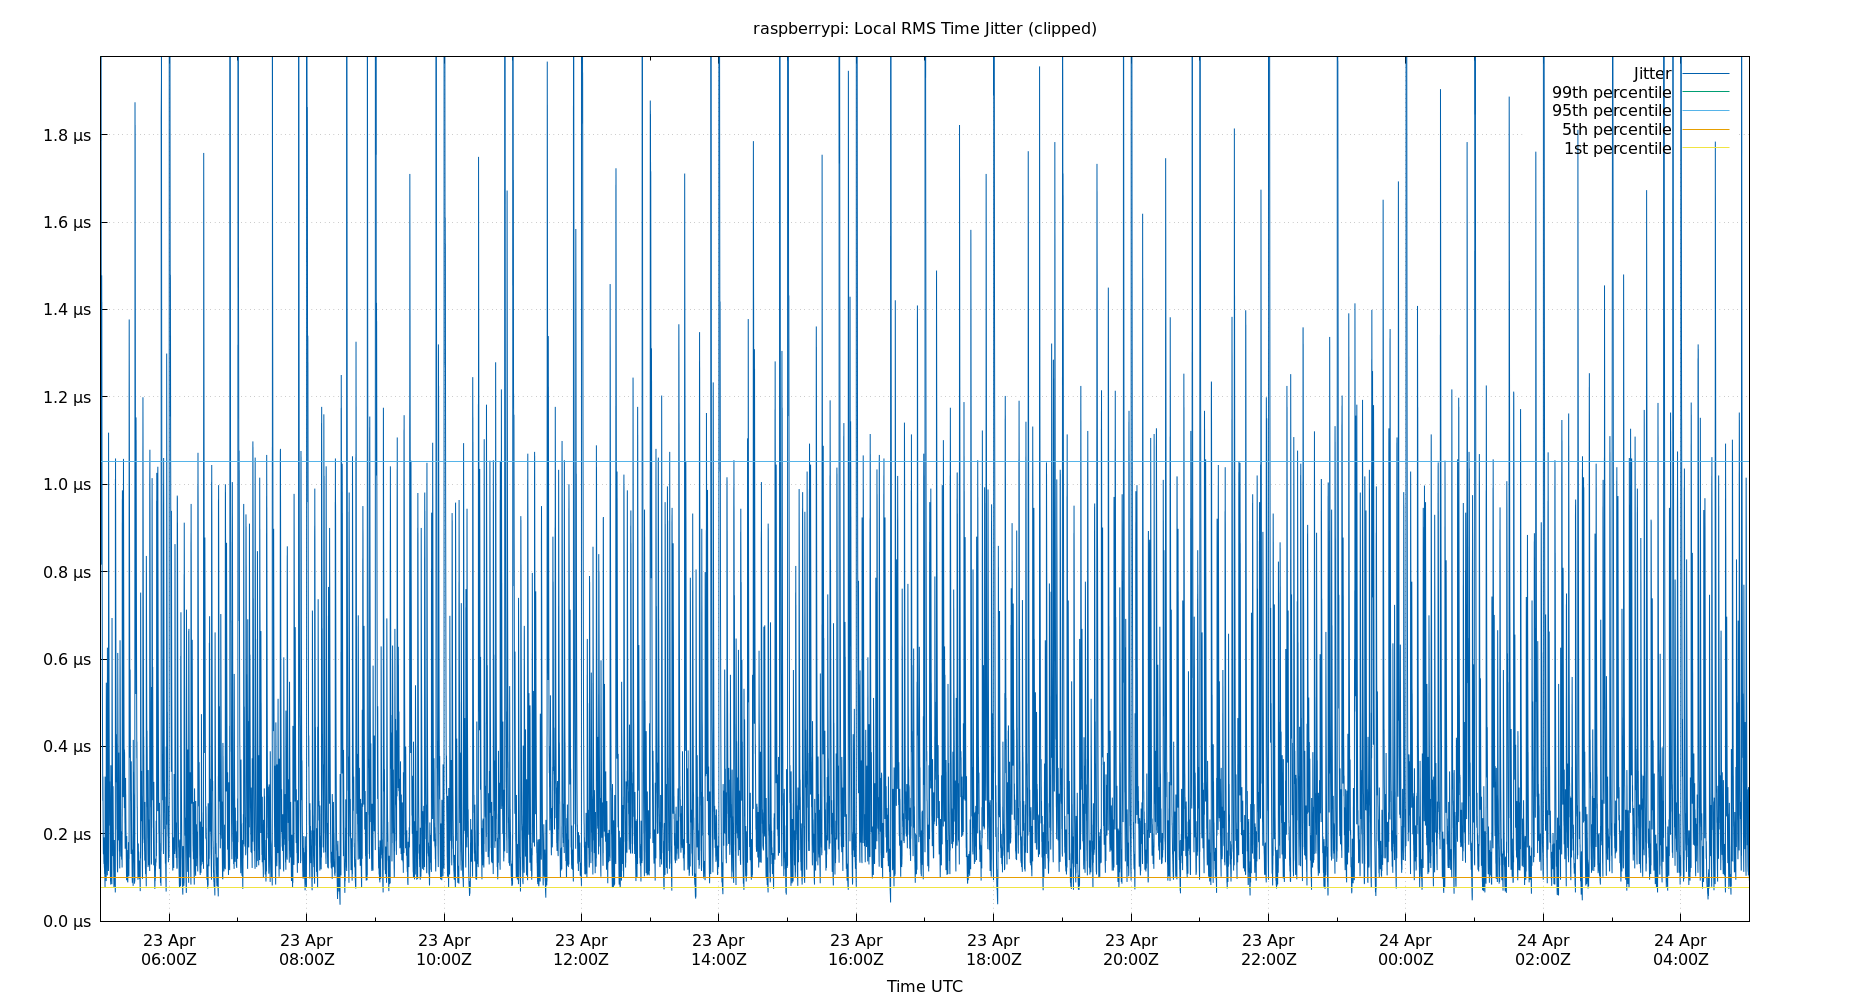 raspberrypi: Local RMS Time Jitter (clipped)
Jitter
99th percentile
95th percentile
5th percentile
1st percentile
1.8 μs
1.6 μs
1.4 μs
1.2 μs
1.0 μs
0.8 μs
0.6 μs
0.4 μs
0.2 μs
0.0 μs
23 Apr 23 Apr 23 Apr 23 Apr 23 Apr 23 Apr 23 Apr 23 Apr 23 Apr 24 Apr 24 Apr 24 Apr
06:00Z 08:00Z 10:00Z 12:00Z 14:00Z 16:00Z 18:00Z 20:00Z 22:00Z 00:00Z 02:00Z 04:00Z
Time UTC